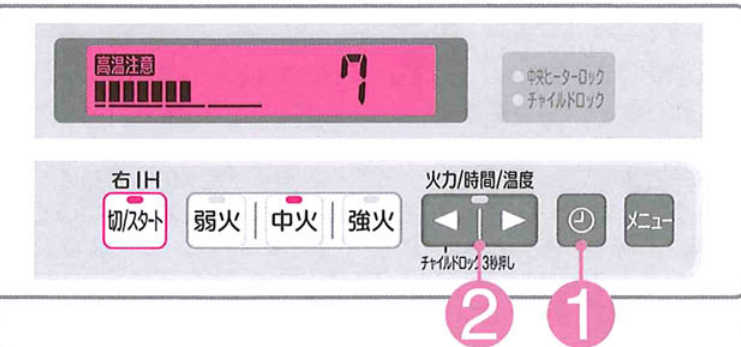 高温注意
7
中央ヒーターロック
チャイルドロック
右IH
切/スタート
弱火
中火
強火
火力/時間/温度
メニュー
チャイルドロック3秒押し
2
1